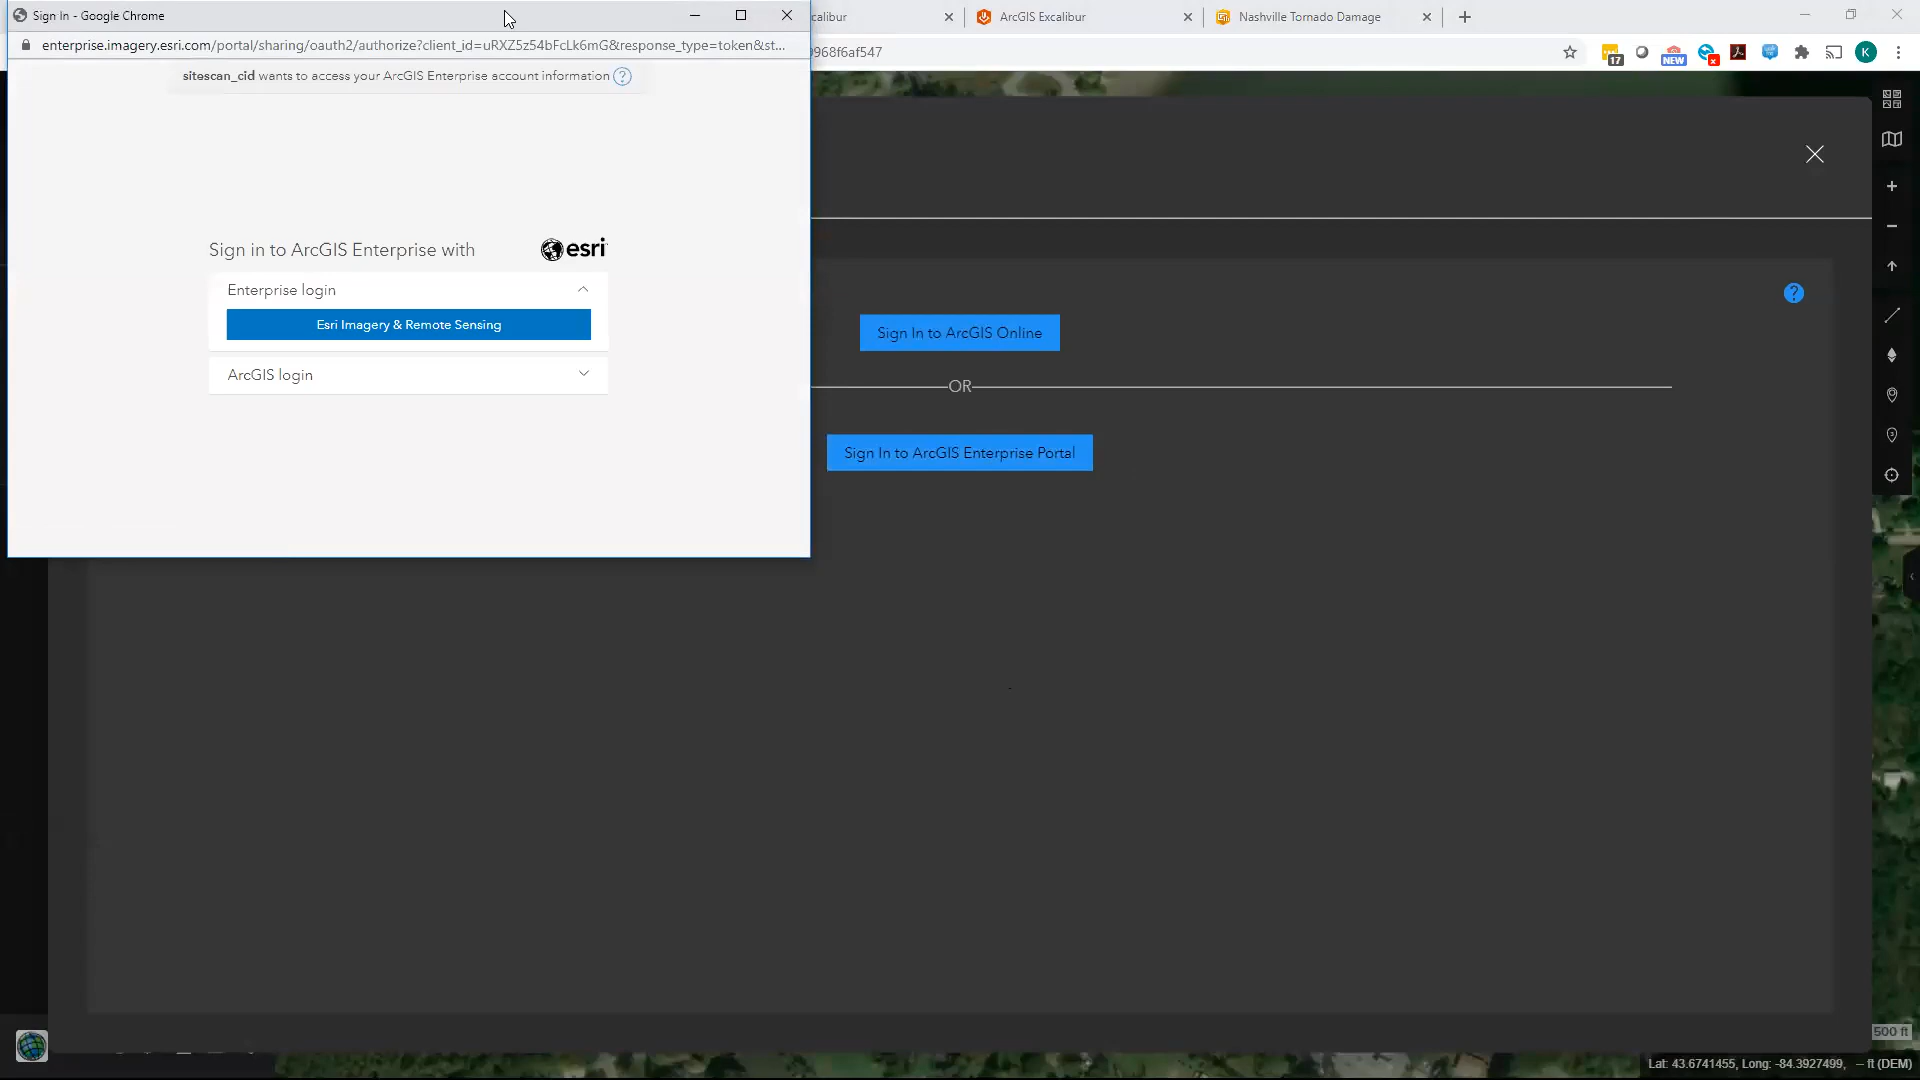 Sign In - Google Chrome
calibur
ArcGIS Excalibur
Nashville Tornado Damage
enterprise.imagery.esri.com/portal/sharing/oauth2/authorize?client_id=uRXZ5z54bFcLk6mG&response_type=token&st...
968f6af547
17
NEW
K
sitescan_cid wants to access your ArcGIS Enterprise account information ?
Sign in to ArcGIS Enterprise with
esri
Enterprise login
Esri Imagery & Remote Sensing
ArcGIS login
?
Sign In to ArcGIS Online
OR
Sign In to ArcGIS Enterprise Portal
500 ft
Lat: 43.6741455, Long: -84.3927499, -- ft (DEM)